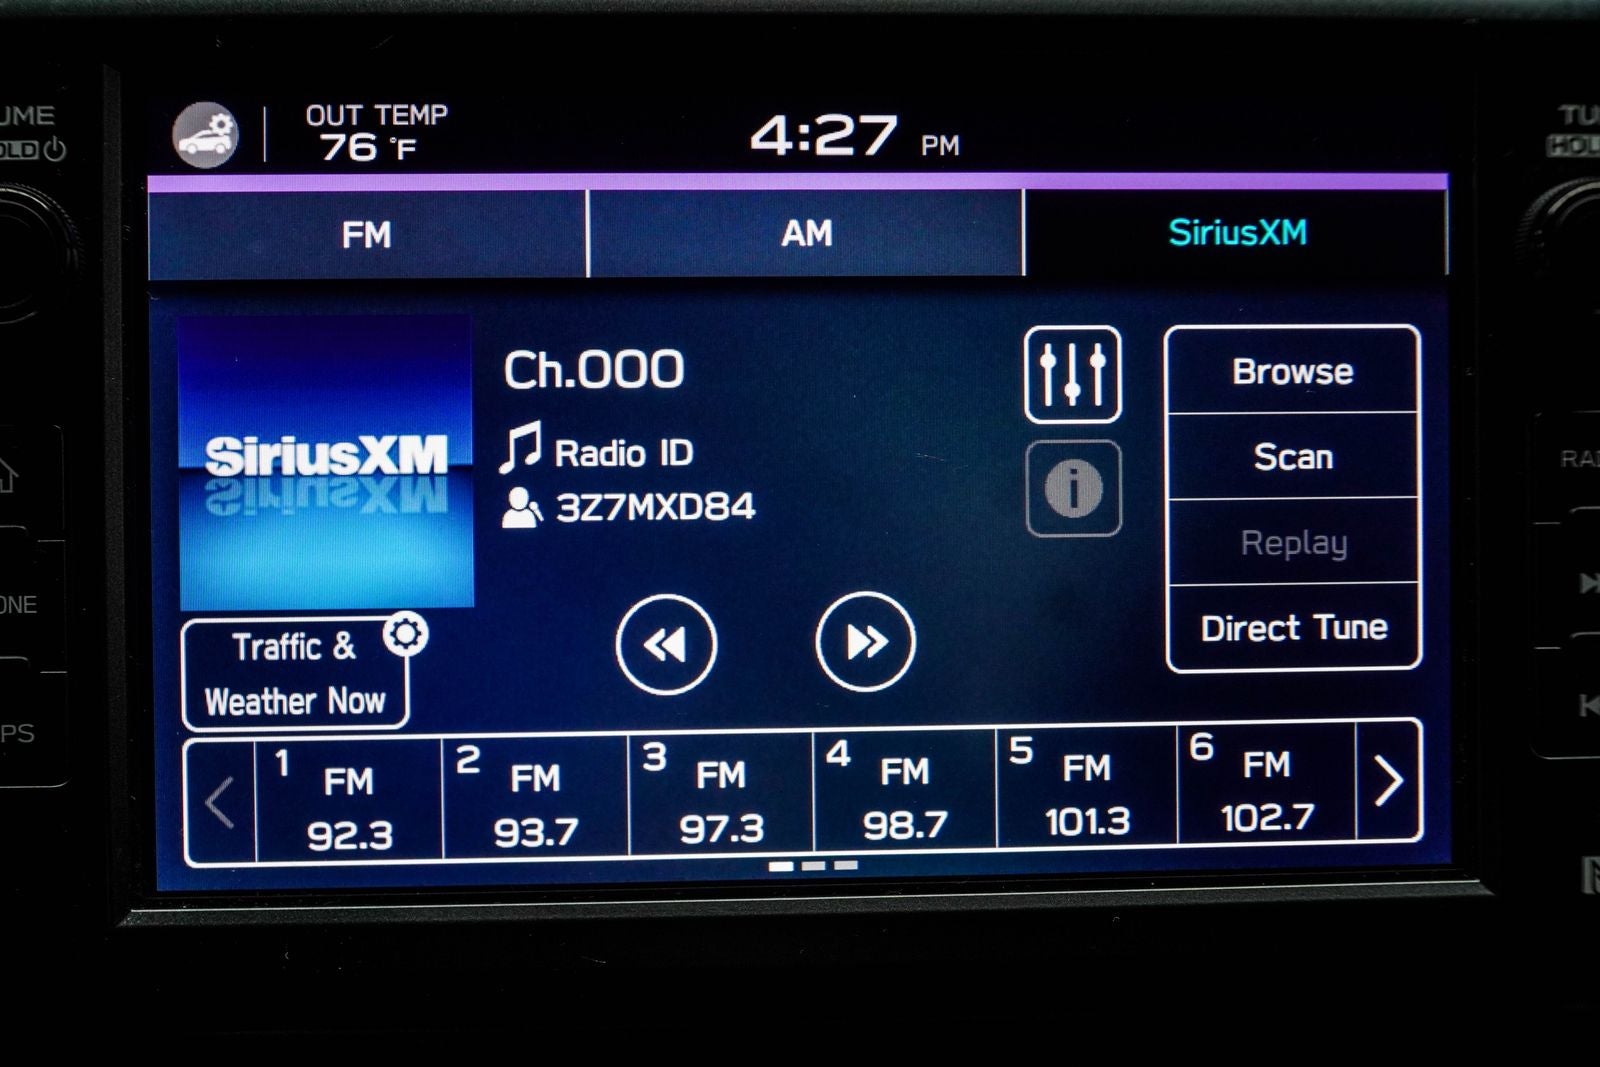 OUT TEMP
76 °F
4:27 PM
FM
AM
SiriusXM
SiriusXM
Ch.000
Radio ID
3Z7MXD84
Browse
Scan
Replay
Direct Tune
Traffic &
Weather Now
1 FM
92.3
2 FM
93.7
3 FM
97.3
4 FM
98.7
5 FM
101.3
6 FM
102.7